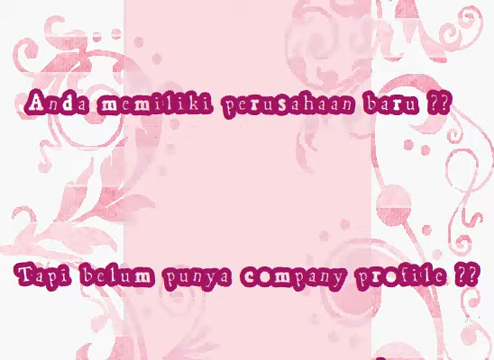 Anda memiliki perusahaan baru ??
Tapi belum punya company profile ??